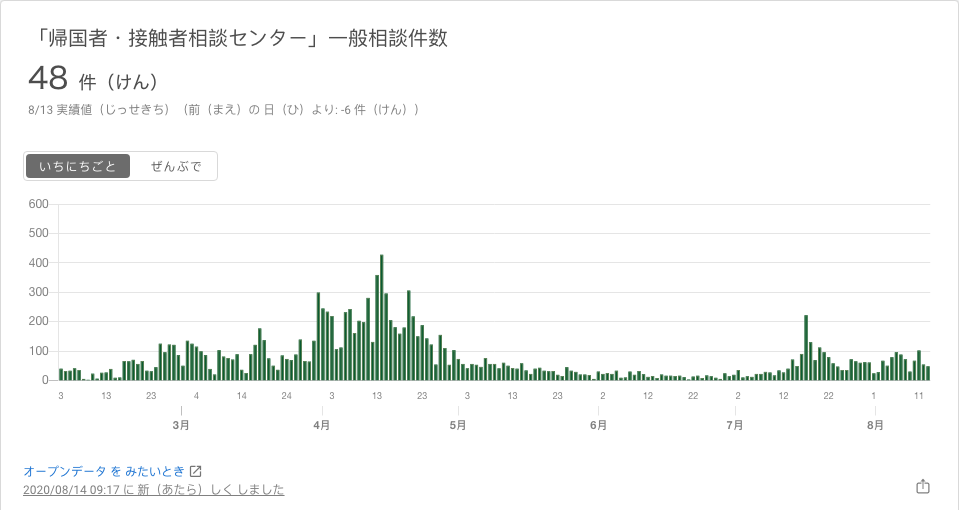 「帰国者・接触者相談センター」一般相談件数
48 件（けん）
8/13 実績値（じっせきち）（前（まえ）の 日（ひ）より: -6 件（けん））
いちにちごと ぜんぶで
600
500
400
300
200
100
0
3 13 23 4 14 24 3 13 23 3 13 23 2 12 22 2 12 22 1 11
3月 4月 5月 6月 7月 8月
オープンデータ を みたいとき
2020/08/14 09:17 に 新（あたら）しく しました